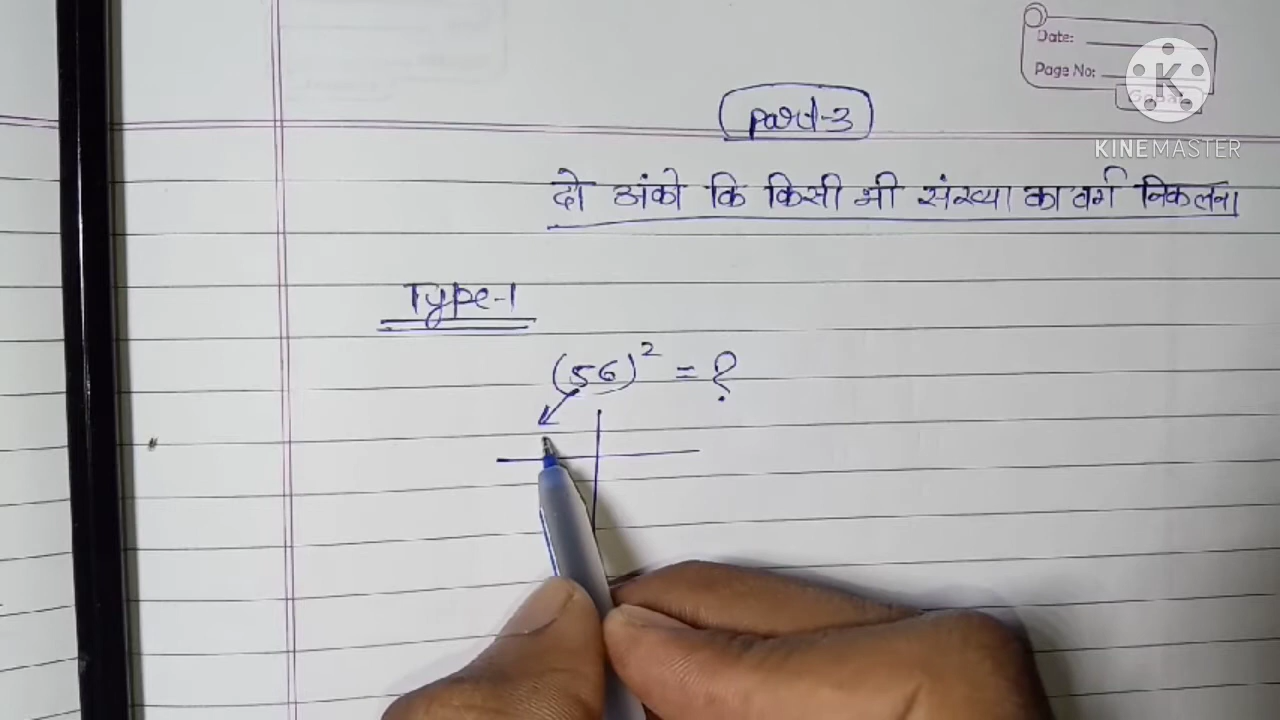 Date:
Page No:
KINEMASTER
Part-3
दो अंको कि किसी भी संख्या का वर्ग निकलना
Type-1
(56)² = ?